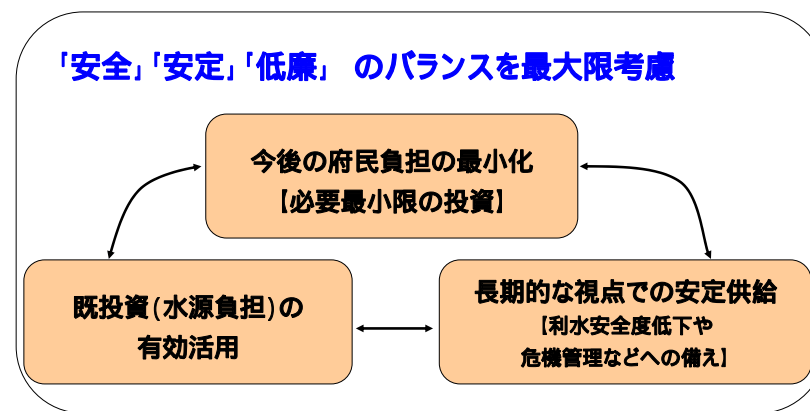 「安全」「安定」「低廉」 のバランスを最大限考慮
今後の府民負担の最小化
【必要最小限の投資】
既投資(水源負担)の
有効活用
長期的な視点での安定供給
【利水安全度低下や
危機管理などへの備え】